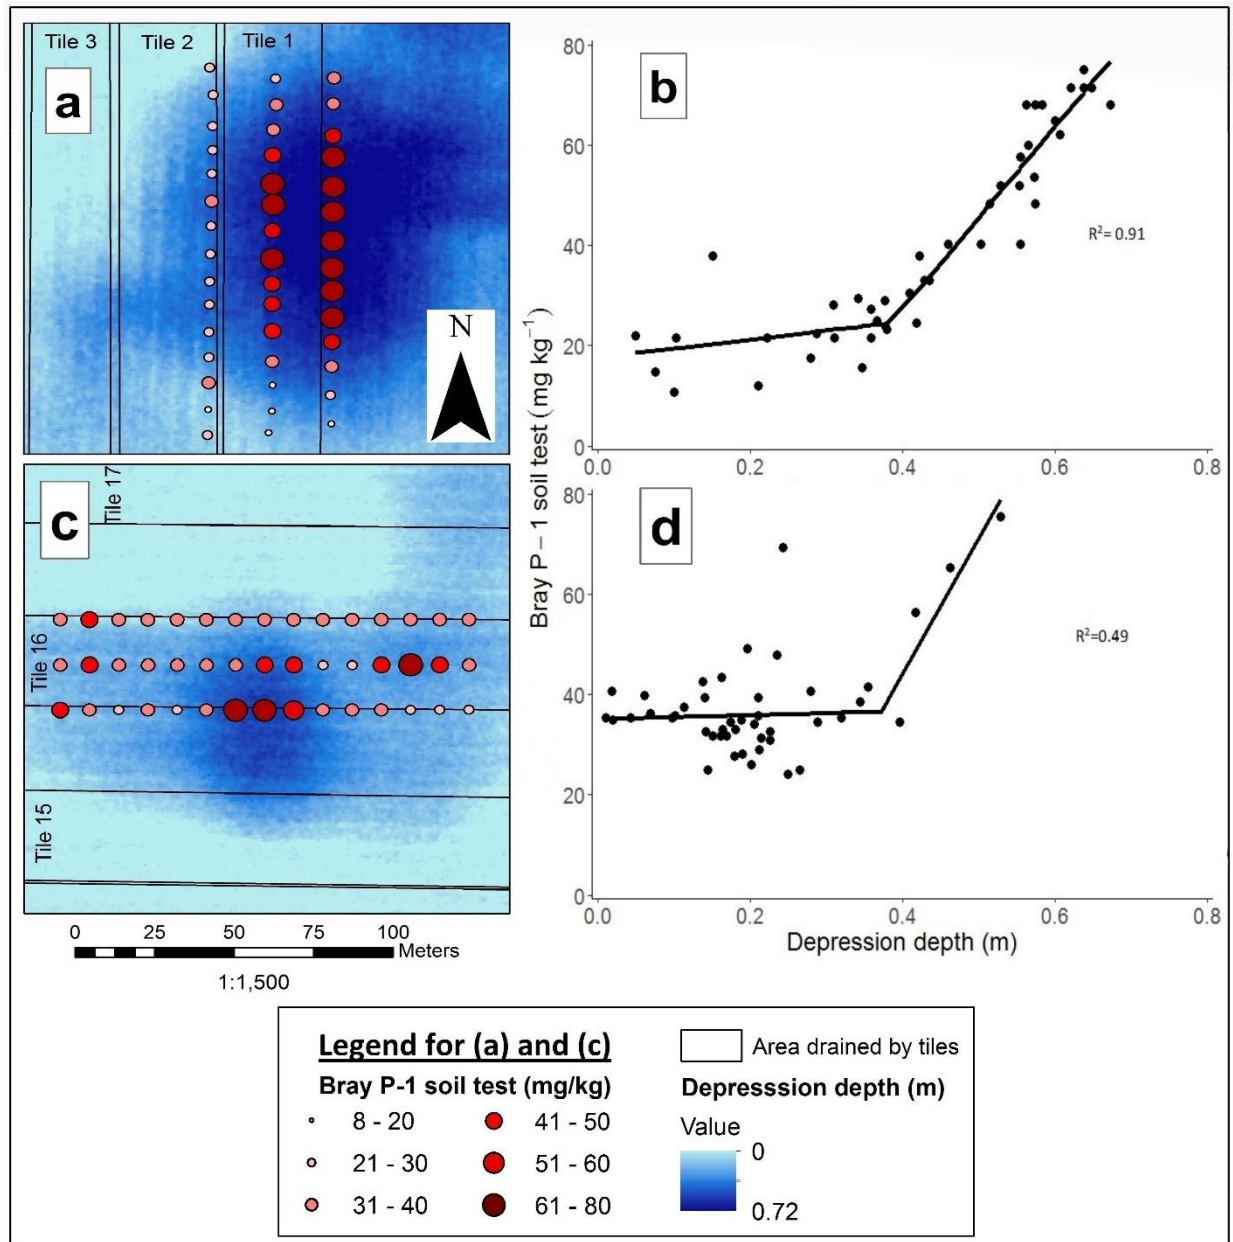 Tile 3
Tile 2
Tile 1
a
N
b
80
60
40
20
0
0.0
0.2
0.4
0.6
0.8
R²= 0.91
Bray P – 1 soil test (mg kg⁻¹)
c
Tile 17
Tile 16
Tile 15
d
80
60
40
20
0
0.0
0.2
0.4
0.6
0.8
R²=0.49
Depression depth (m)
0 25 50 75 100
Meters
1:1,500
Legend for (a) and (c)
Bray P-1 soil test (mg/kg)
8 - 20
21 - 30
31 - 40
41 - 50
51 - 60
61 - 80
Area drained by tiles
Depresssion depth (m)
Value
0
0.72